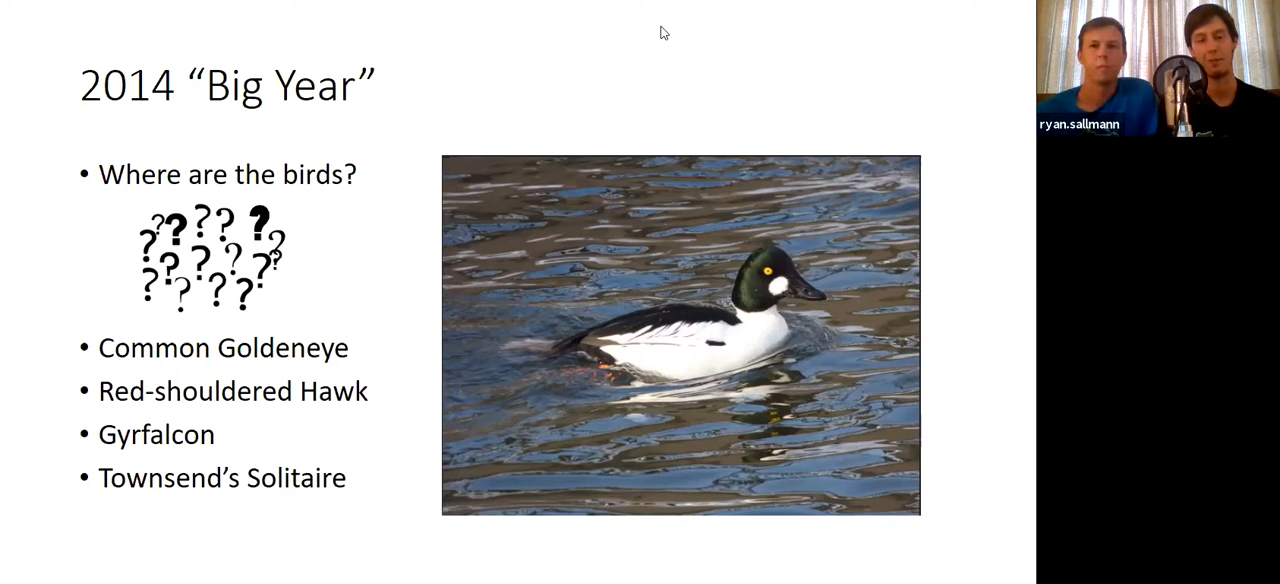 2014 “Big Year”
• Where are the birds?
? ? ? ? ? ? ? ? ? ? ? ? ? ? ? ? ?
• Common Goldeneye
• Red-shouldered Hawk
• Gyrfalcon
• Townsend’s Solitaire
ryan.sallmann